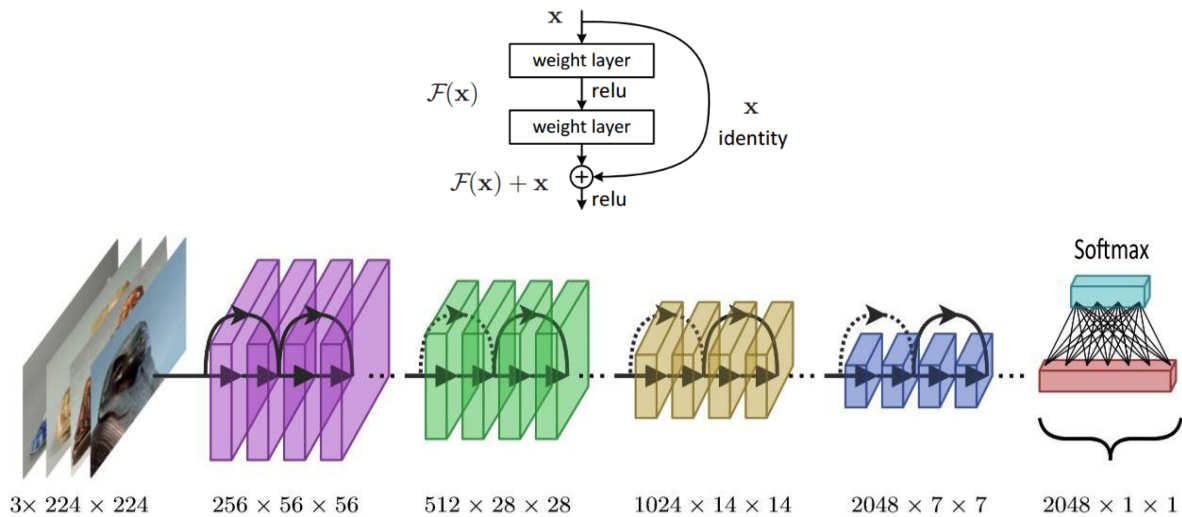 x
weight layer
F(x)
relu
x
weight layer
identity
F(x) + x
relu
Softmax
3× 224 × 224
256 × 56 × 56
512 × 28 × 28
1024 × 14 × 14
2048 × 7 × 7
2048 × 1 × 1